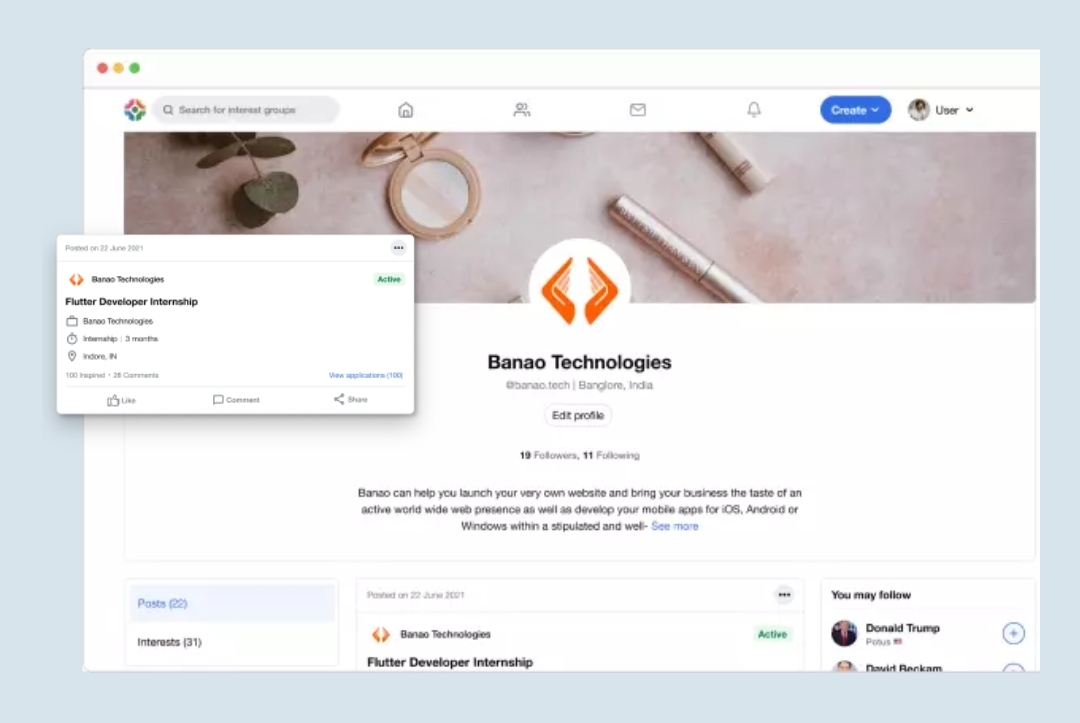 Search for interest groups
Create
User
Posted on 22 June 2021
Banao Technologies
Active
Flutter Developer Internship
Banao Technologies
Internship | 3 months
Indore, IN
100 Inspired • 28 Comments
View applications (100)
Like
Comment
Share
Banao Technologies
@banao.tech | Banglore, India
Edit profile
19 Followers, 11 Following
Banao can help you launch your very own website and bring your business the taste of an
active world wide web presence as well as develop your mobile apps for iOS, Android or
Windows within a stipulated and well- See more
Posts (22)
Interests (31)
Posted on 22 June 2021
Banao Technologies
Active
Flutter Developer Internship
You may follow
Donald Trump
Potus 🇺🇸
David Beckam